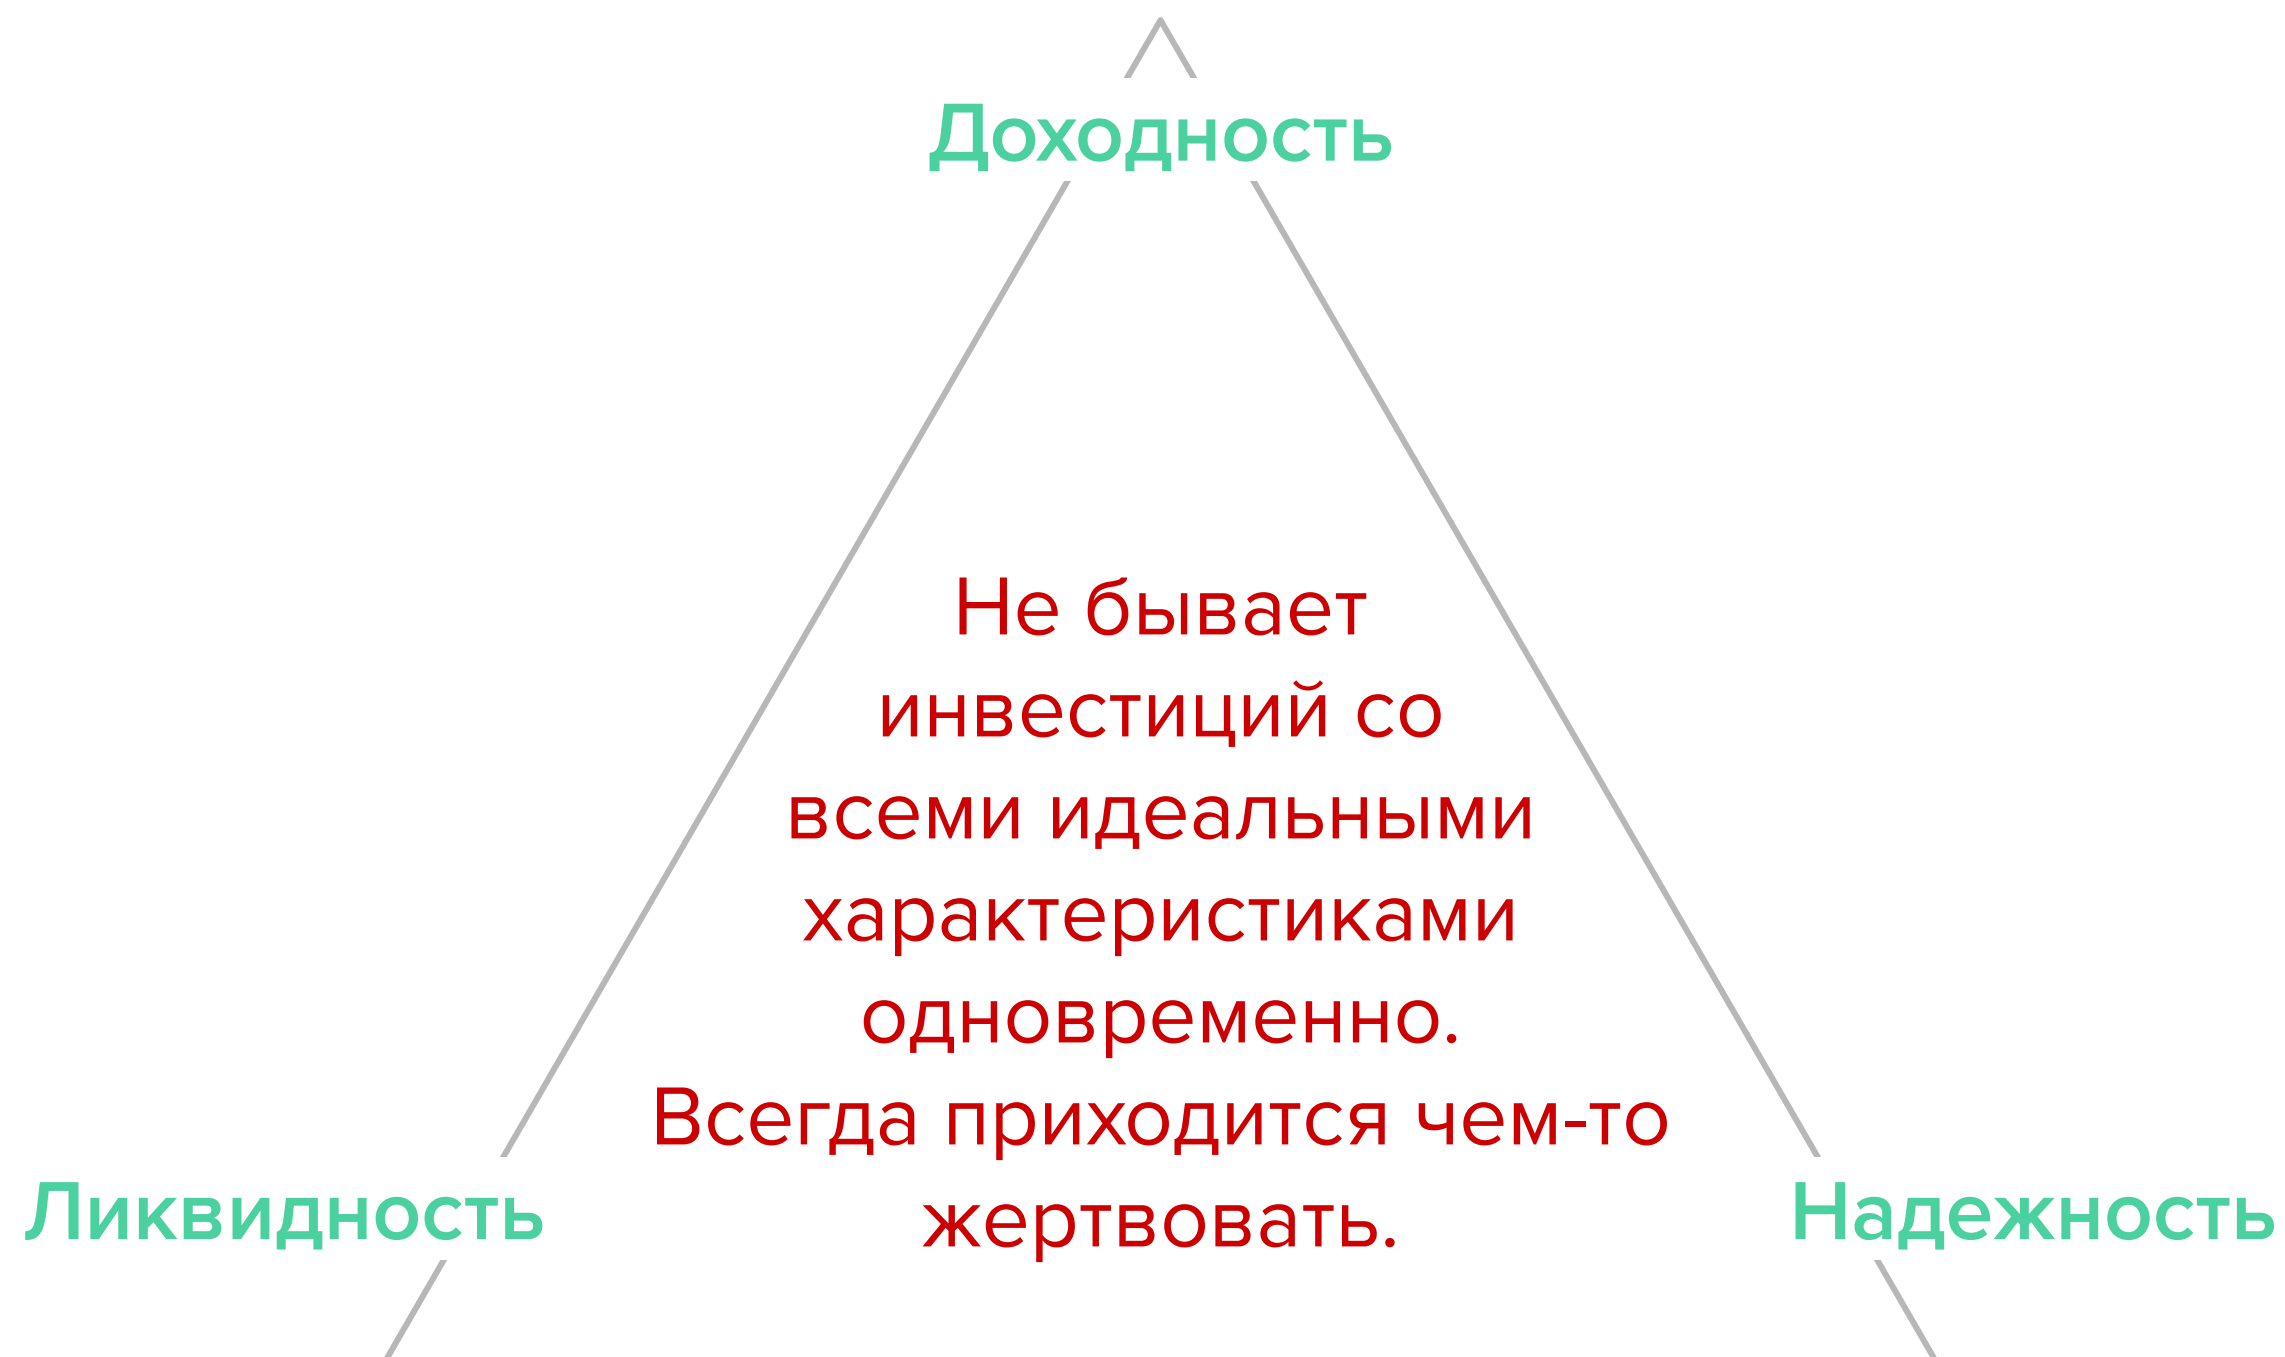 Доходность
Не бывает
инвестиций со
всеми идеальными
характеристиками
одновременно.
Всегда приходится чем-то
жертвовать.
Ликвидность
Надежность